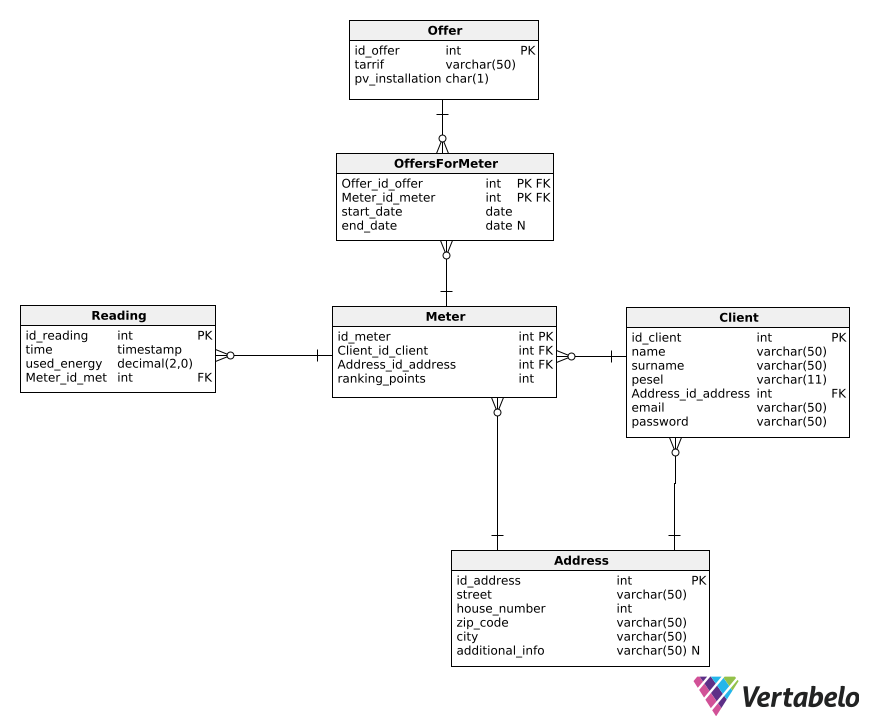 Offer
id_offer int PK
tarrif varchar(50)
pv_installation char(1)
OffersForMeter
Offer_id_offer int PK FK
Meter_id_meter int PK FK
start_date date
end_date date N
Reading
id_reading int PK
time timestamp
used_energy decimal(2,0)
Meter_id_met int FK
Meter
id_meter int PK
Client_id_client int FK
Address_id_address int FK
ranking_points int
Client
id_client int PK
name varchar(50)
surname varchar(50)
pesel varchar(11)
Address_id_address int FK
email varchar(50)
password varchar(50)
Address
id_address int PK
street varchar(50)
house_number int
zip_code varchar(50)
city varchar(50)
additional_info varchar(50) N
Vertabelo